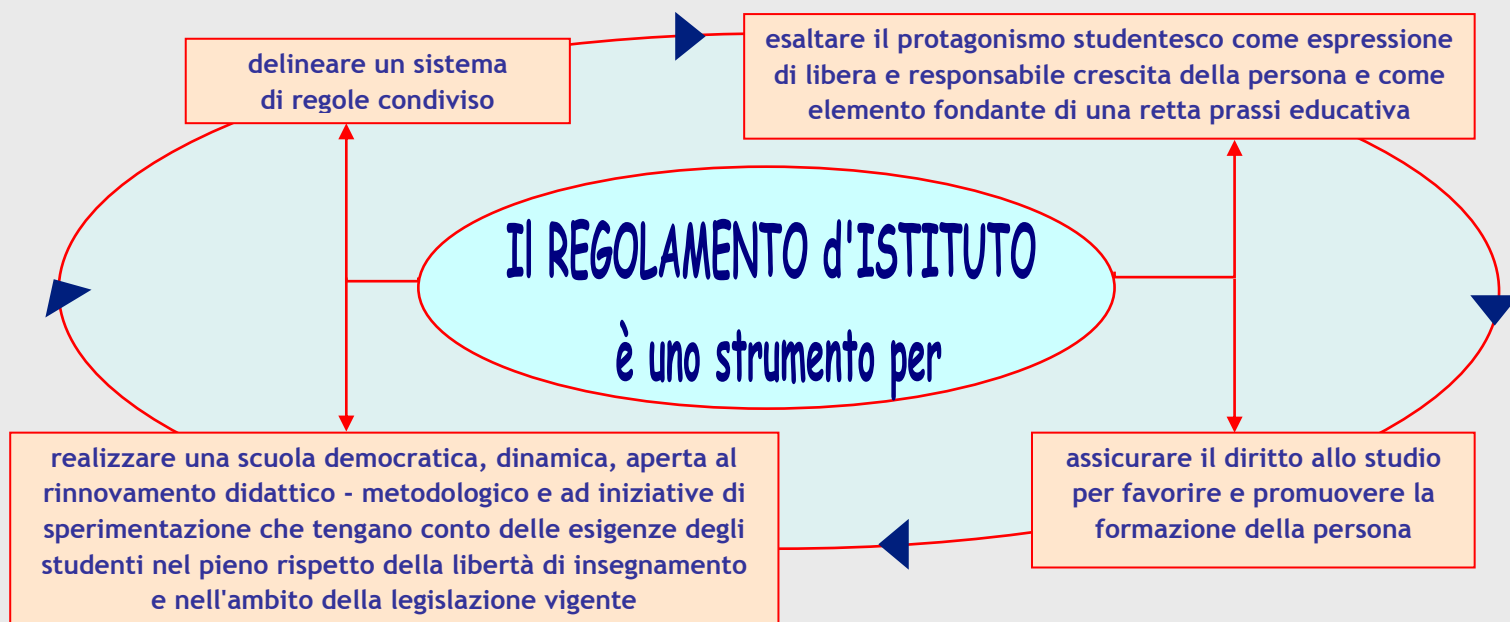 delineare un sistema
di regole condiviso
esaltare il protagonismo studentesco come espressione
di libera e responsabile crescita della persona e come
elemento fondante di una retta prassi educativa
Il REGOLAMENTO d'ISTITUTO
è uno strumento per
realizzare una scuola democratica, dinamica, aperta al
rinnovamento didattico - metodologico e ad iniziative di
sperimentazione che tengano conto delle esigenze degli
studenti nel pieno rispetto della libertà di insegnamento
e nell'ambito della legislazione vigente
assicurare il diritto allo studio
per favorire e promuovere la
formazione della persona